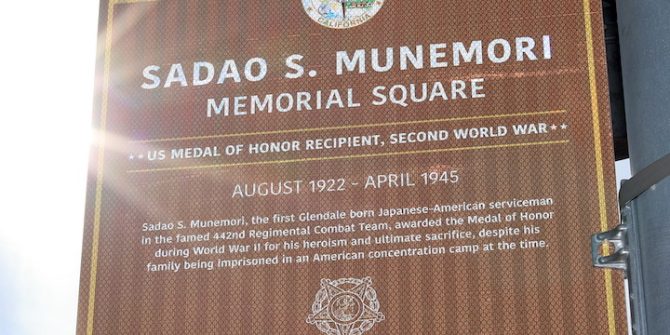 CALIFORNIA
SADAO S. MUNEMORI
MEMORIAL SQUARE
★★US MEDAL OF HONOR RECIPIENT, SECOND WORLD WAR★★
AUGUST 1922 - APRIL 1945
Sadao S. Munemori, the first Glendale born Japanese-American serviceman
in the famed 442nd Regimental Combat Team, awarded the Medal of Honor
during World War II for his heroism and ultimate sacrifice, despite his
family being imprisoned in an American concentration camp at the time.